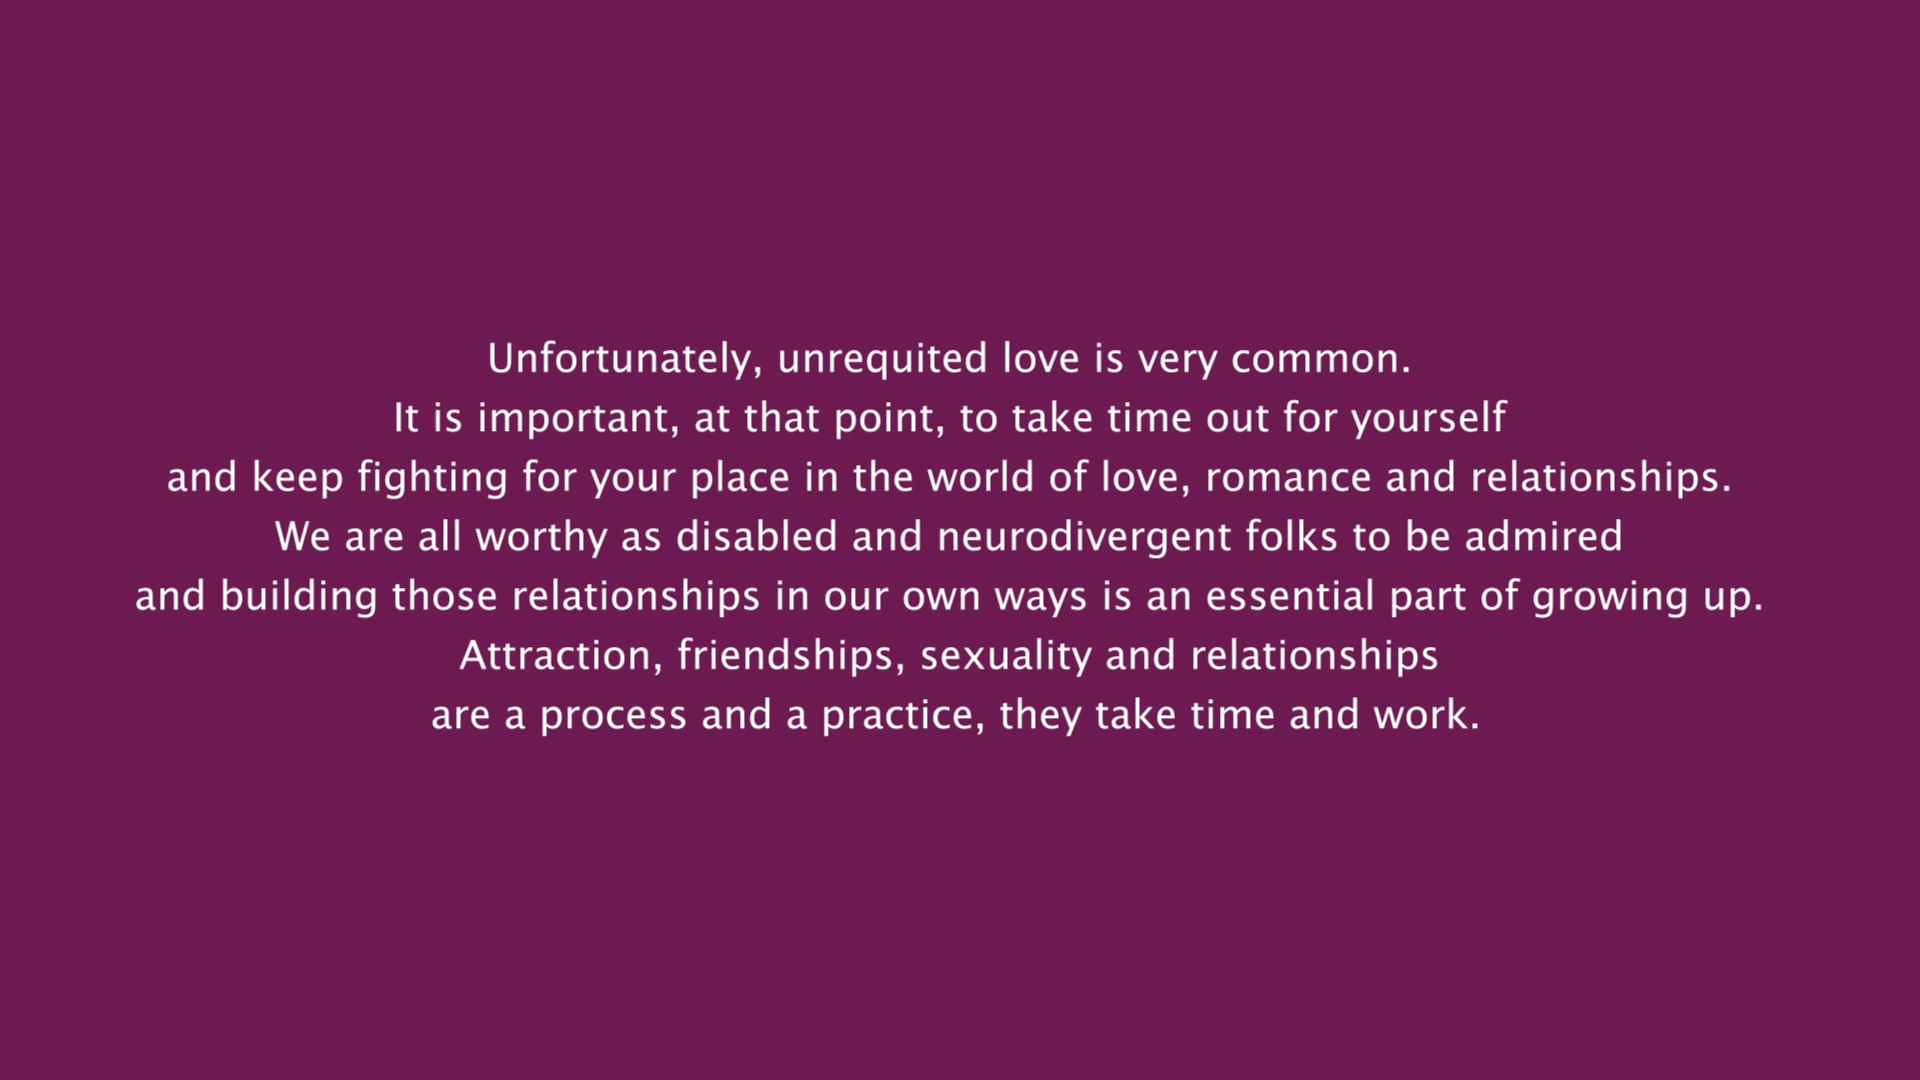 Unfortunately, unrequited love is very common.
It is important, at that point, to take time out for yourself
and keep fighting for your place in the world of love, romance and relationships.
We are all worthy as disabled and neurodivergent folks to be admired
and building those relationships in our own ways is an essential part of growing up.
Attraction, friendships, sexuality and relationships
are a process and a practice, they take time and work.